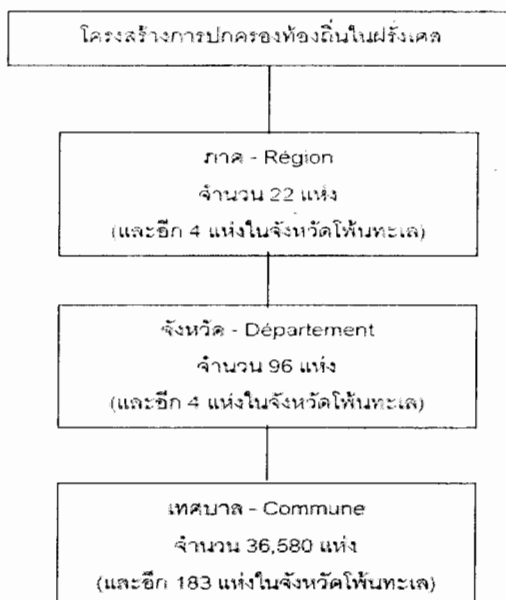 โครงสร้างการปกครองท้องถิ่นในฝรั่งเศส
ภาค - Région
จำนวน 22 แห่ง
(และอีก 4 แห่งในจังหวัดโพ้นทะเล)
จังหวัด - Département
จำนวน 96 แห่ง
(และอีก 4 แห่งในจังหวัดโพ้นทะเล)
เทศบาล - Commune
จำนวน 36,580 แห่ง
(และอีก 183 แห่งในจังหวัดโพ้นทะเล)